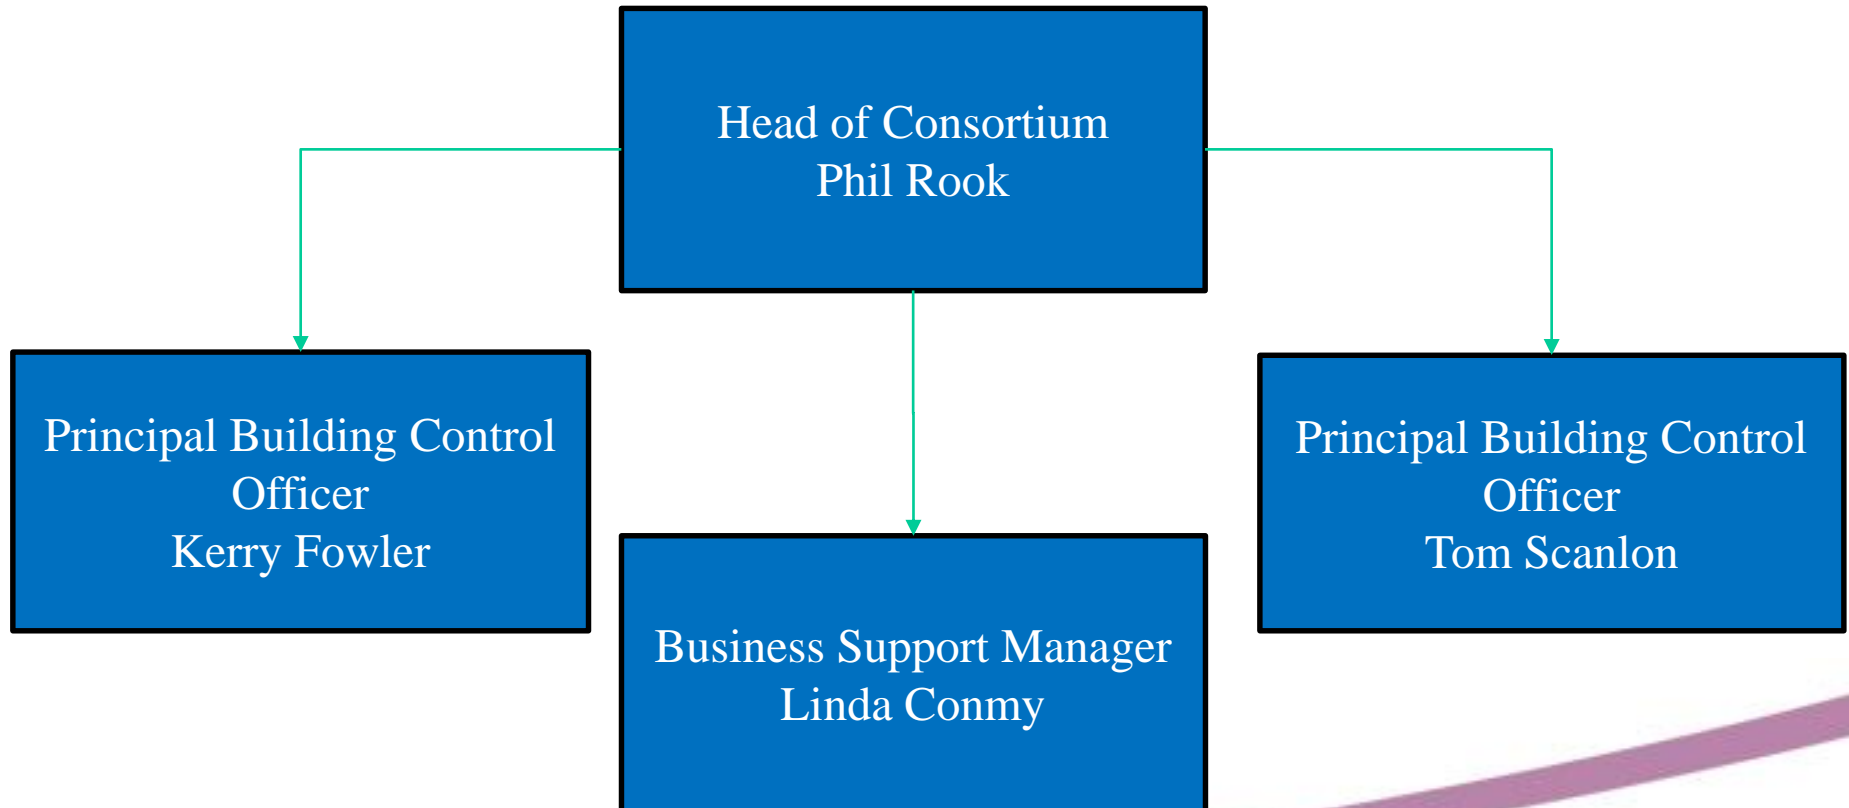 Head of Consortium
Phil Rook
Principal Building Control
Officer
Kerry Fowler
Business Support Manager
Linda Conmy
Principal Building Control
Officer
Tom Scanlon